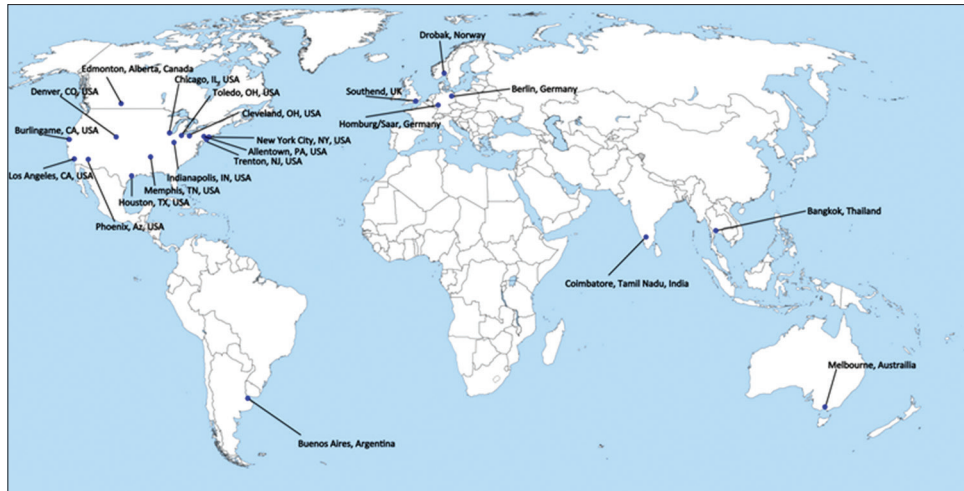 Drobak, Norway
Edmonton, Alberta, Canada
Chicago, IL, USA
Denver, CO, USA
Toledo, OH, USA
Southend, UK
Berlin, Germany
Cleveland, OH, USA
Homburg/Saar, Germany
Burlingame, CA, USA
New York City, NY, USA
Allentown, PA, USA
Trenton, NJ, USA
Los Angeles, CA, USA
Indianapolis, IN, USA
Memphis, TN, USA
Houston, TX, USA
Phoenix, Az, USA
Bangkok, Thailand
Coimbatore, Tamil Nadu, India
Melbourne, Austrailia
Buenos Aires, Argentina